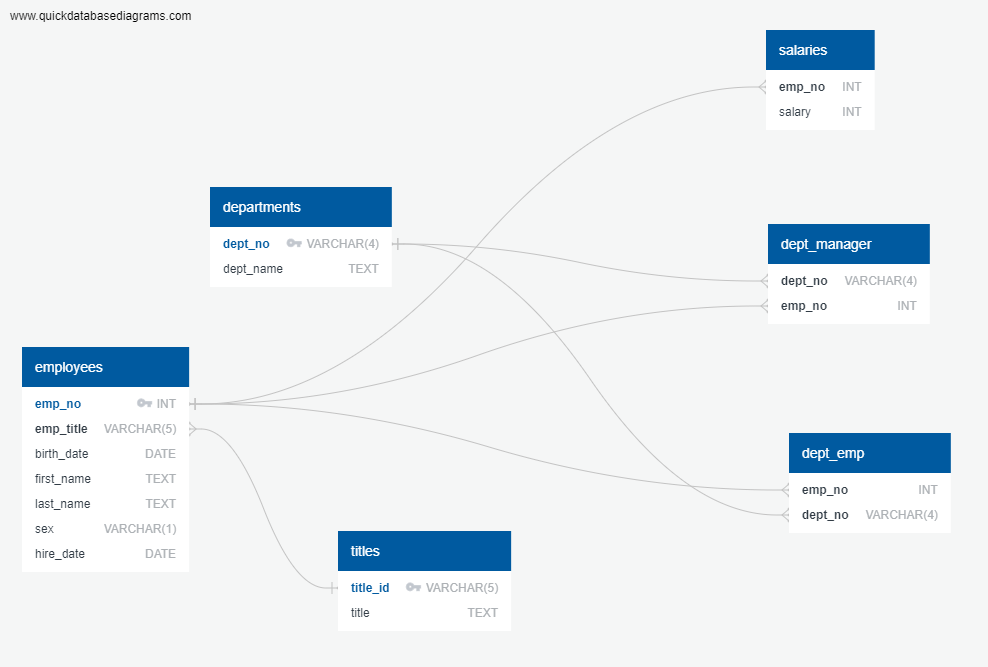 www.quickdatabasediagrams.com
salaries
emp_no INT
salary INT
departments
dept_no VARCHAR(4)
dept_name TEXT
dept_manager
dept_no VARCHAR(4)
emp_no INT
employees
emp_no INT
emp_title VARCHAR(5)
birth_date DATE
first_name TEXT
last_name TEXT
sex VARCHAR(1)
hire_date DATE
dept_emp
emp_no INT
dept_no VARCHAR(4)
titles
title_id VARCHAR(5)
title TEXT